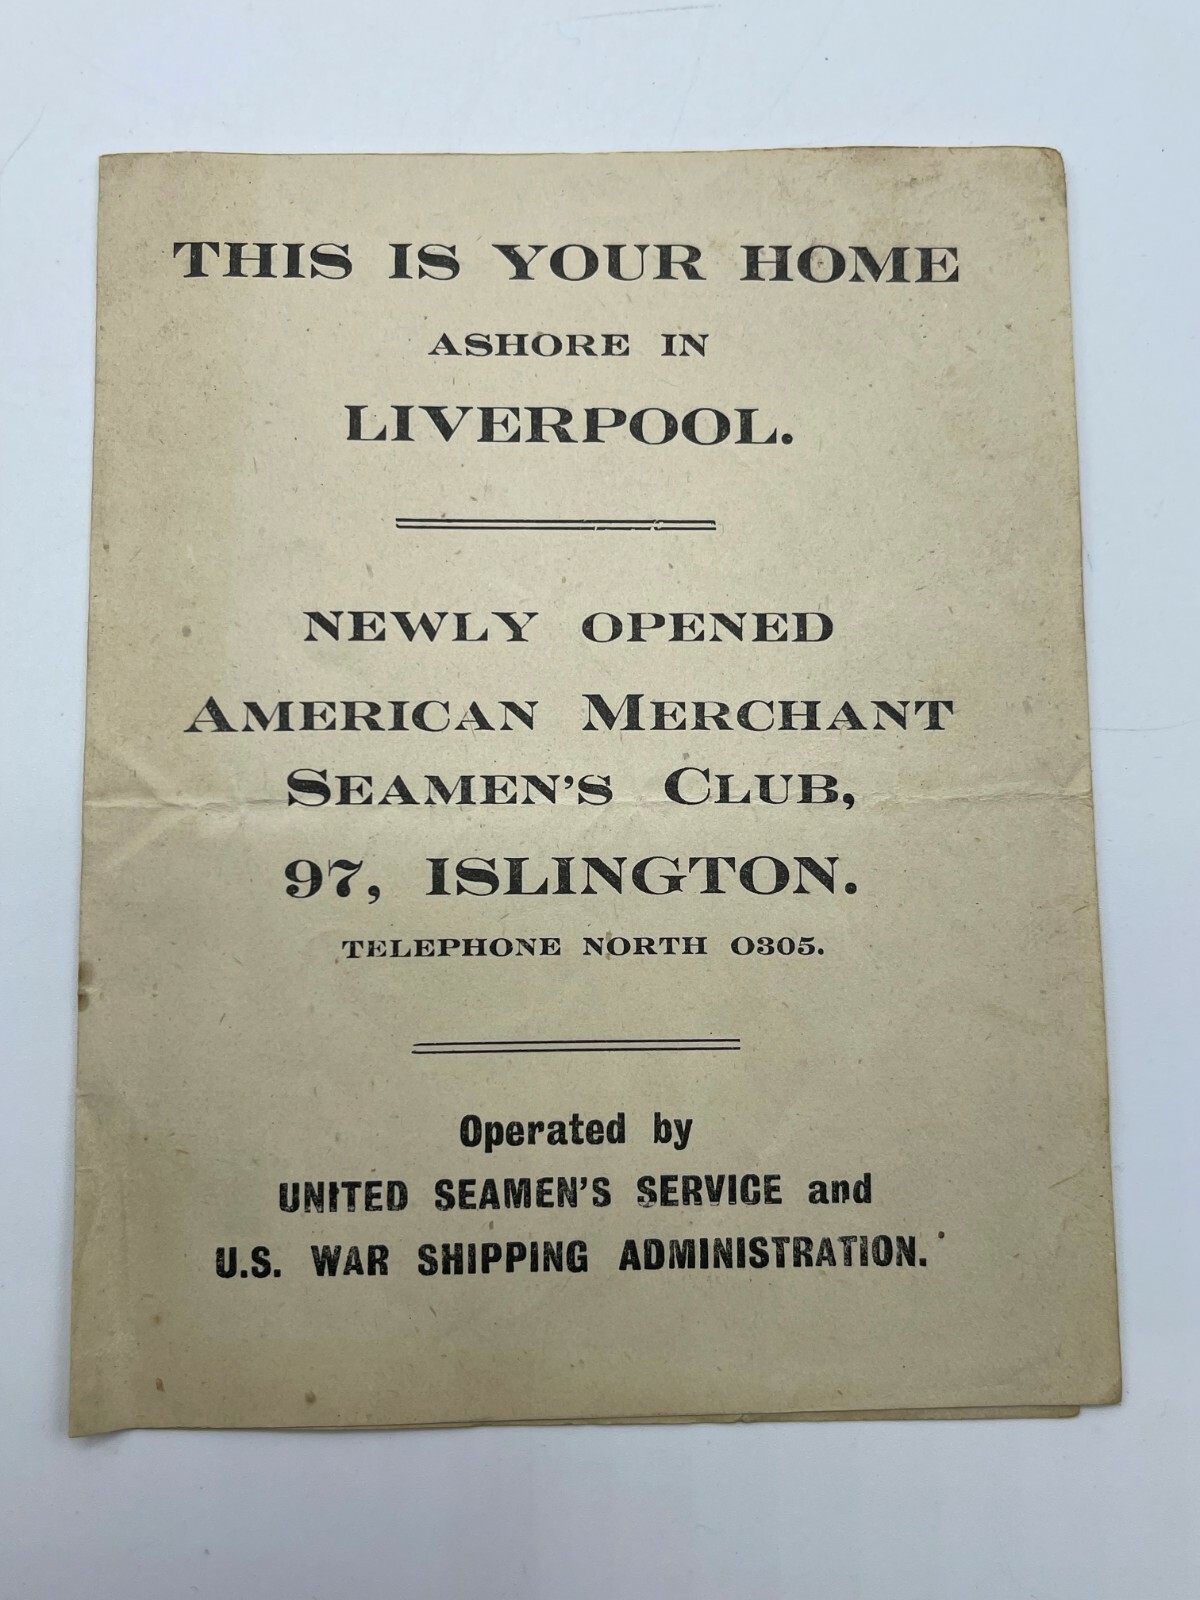 THIS IS YOUR HOME
ASHORE IN
LIVERPOOL.
NEWLY OPENED
AMERICAN MERCHANT
SEAMEN'S CLUB,
97, ISLINGTON.
TELEPHONE NORTH 0305.
Operated by
UNITED SEAMEN'S SERVICE and
U.S. WAR SHIPPING ADMINISTRATION.